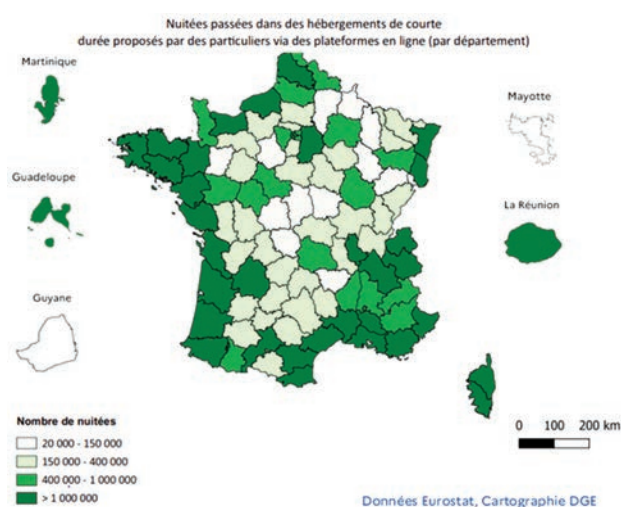 Nuitées passées dans des hébergements de courte
durée proposés par des particuliers via des plateformes en ligne (par département)
Martinique
Mayotte
Guadeloupe
La Réunion
Guyane
Nombre de nuitées
20 000 - 150 000
150 000 - 400 000
400 000 - 1 000 000
> 1 000 000
0 100 200 km
Données Eurostat, Cartographie DGE